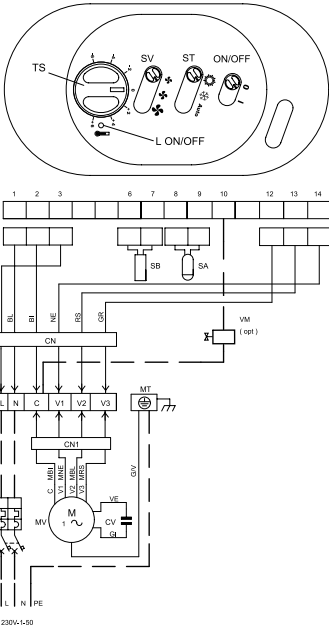 SV ST ON/OFF
TS
0
I
Auto
L ON/OFF
1 2 3 6 7 8 9 10 12 13 14
SB SA
BL BI NE RS GR
VM
( opt )
CN
L N C V1 V2 V3
MT
CN1
C V1 V2 V3
MBI MNE MBL MRS
G/V
M
1
MV
VE
CV
GI
L N PE
230V-1-50